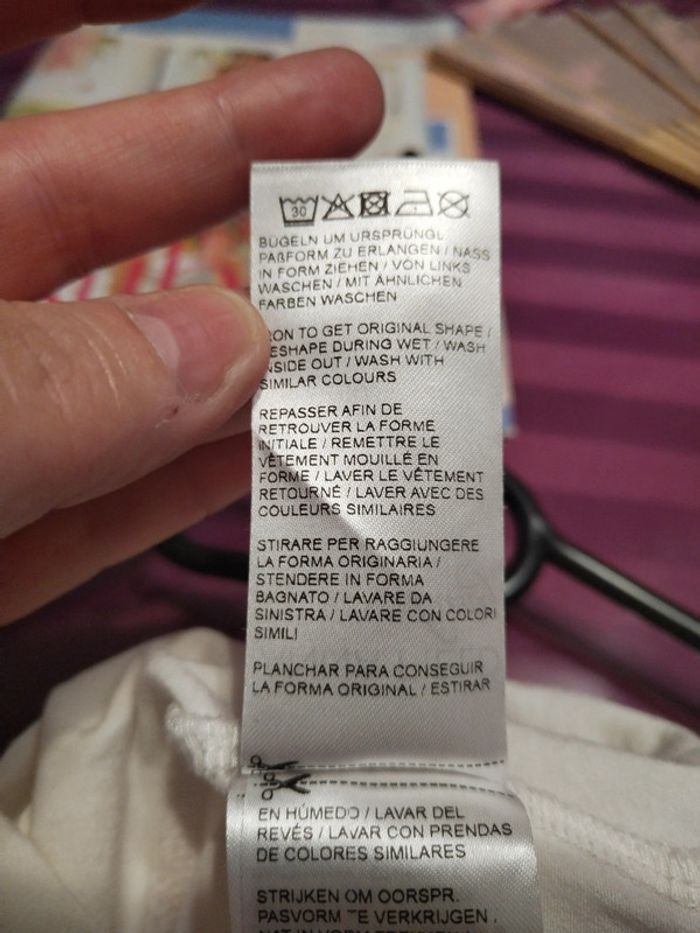 30
BÜGELN UM URSPRÜNGL.
PAßFORM ZU ERLANGEN / NASS
IN FORM ZIEHEN / VON LINKS
WASCHEN / MIT ÄHNLICHEN
FARBEN WASCHEN
TO GET ORIGINAL SHAPE /
DURING WET / WASH
OUT / WASH WITH
SIMILAR COLOURS
REPASSER AFIN DE
RETROUVER LA FORME
INITIALE / REMETTRE LE
VÊTEMENT MOUILLÉ EN
FORME / LAVER LE VÊTEMENT
RETOURNÉ / LAVER AVEC DES
COULEURS SIMILAIRES
STIRARE PER RAGGIUNGERE
LA FORMA ORIGINARIA /
STENDERE IN FORMA
BAGNATO / LAVARE DA
SINISTRA / LAVARE CON COLORI
SIMILI
PLANCHAR PARA CONSEGUIR
LA FORMA ORIGINAL / ESTIRAR
EN HÚMEDO / LAVAR DEL
REVÉS / LAVAR CON PRENDAS
DE COLORES SIMILARES
STRIJKEN OM OORSPR.
PASVORM TE VERKRIJGEN /